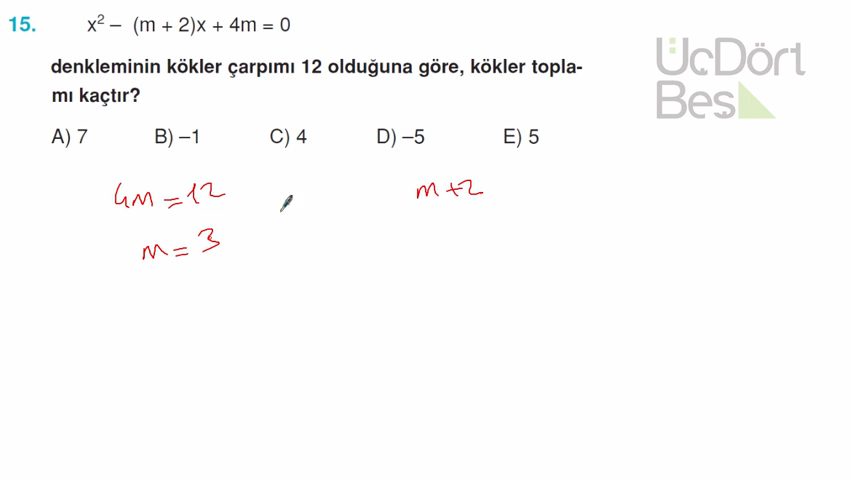 15. x² – (m + 2)x + 4m = 0
denkleminin kökler çarpımı 12 olduğuna göre, kökler topla-
mı kaçtır?
A) 7 B) –1 C) 4 D) –5 E) 5
4m = 12 m + 2
m = 3
ÜçDört
Beş